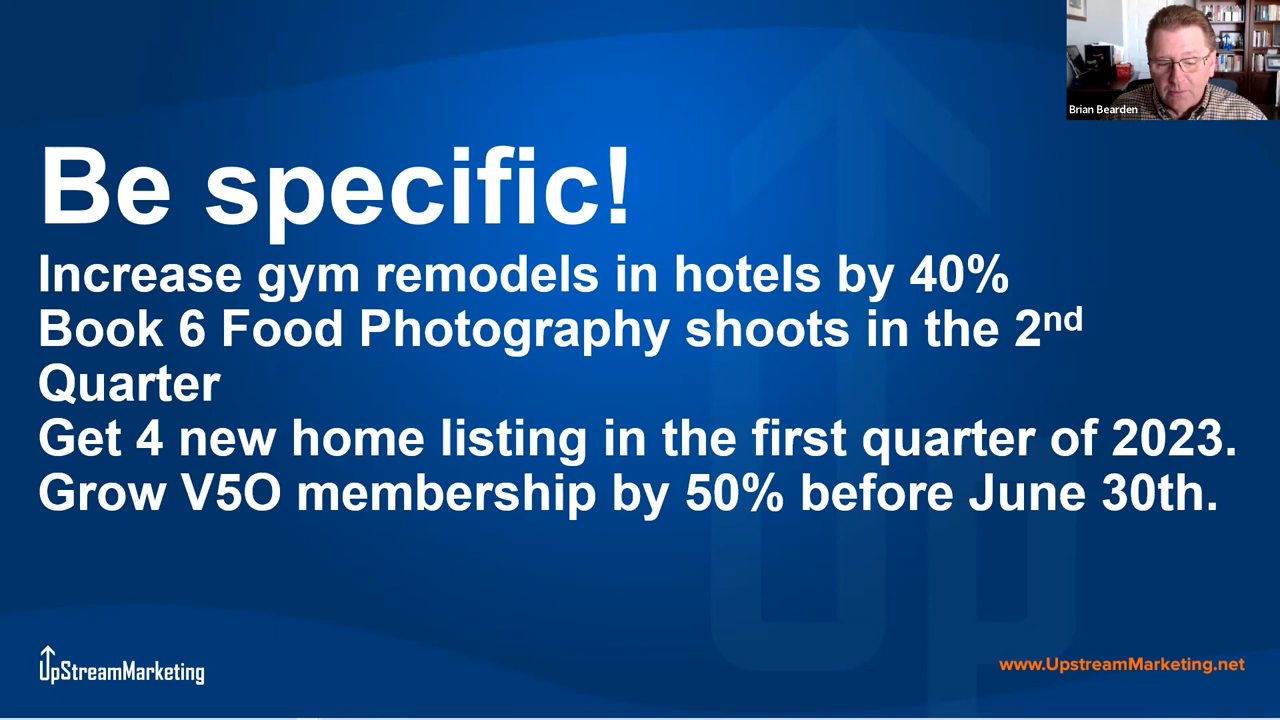 Brian Bearden
Be specific!
Increase gym remodels in hotels by 40%
Book 6 Food Photography shoots in the 2nd
Quarter
Get 4 new home listing in the first quarter of 2023.
Grow V5O membership by 50% before June 30th.
UpStreamMarketing
www.UpstreamMarketing.net